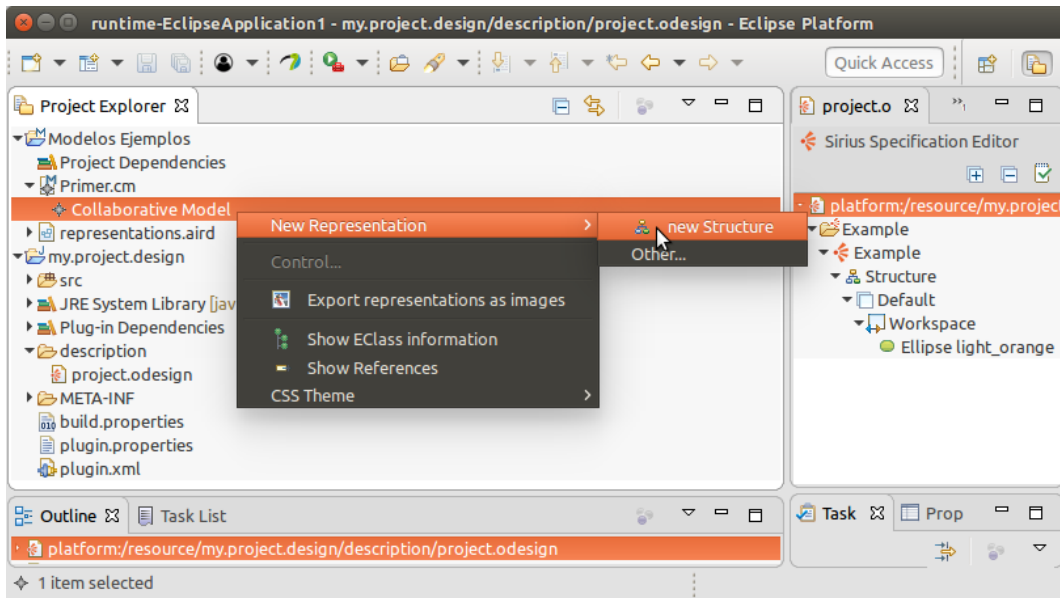 runtime-EclipseApplication1 - my.project.design/description/project.odesign - Eclipse Platform
Quick Access
Project Explorer
Modelos Ejemplos
Project Dependencies
Primer.cm
Collaborative Model
representations.aird
my.project.design
src
JRE System Library [jav
Plug-in Dependencies
description
project.odesign
META-INF
build.properties
plugin.properties
plugin.xml
New Representation
Control...
Export representations as images
Show EClass information
Show References
CSS Theme
new Structure
Other...
project.o
1
Sirius Specification Editor
platform:/resource/my.project
Example
Example
Structure
Default
Workspace
Ellipse light_orange
Outline
Task List
platform:/resource/my.project.design/description/project.odesign
Task
Prop
1 item selected